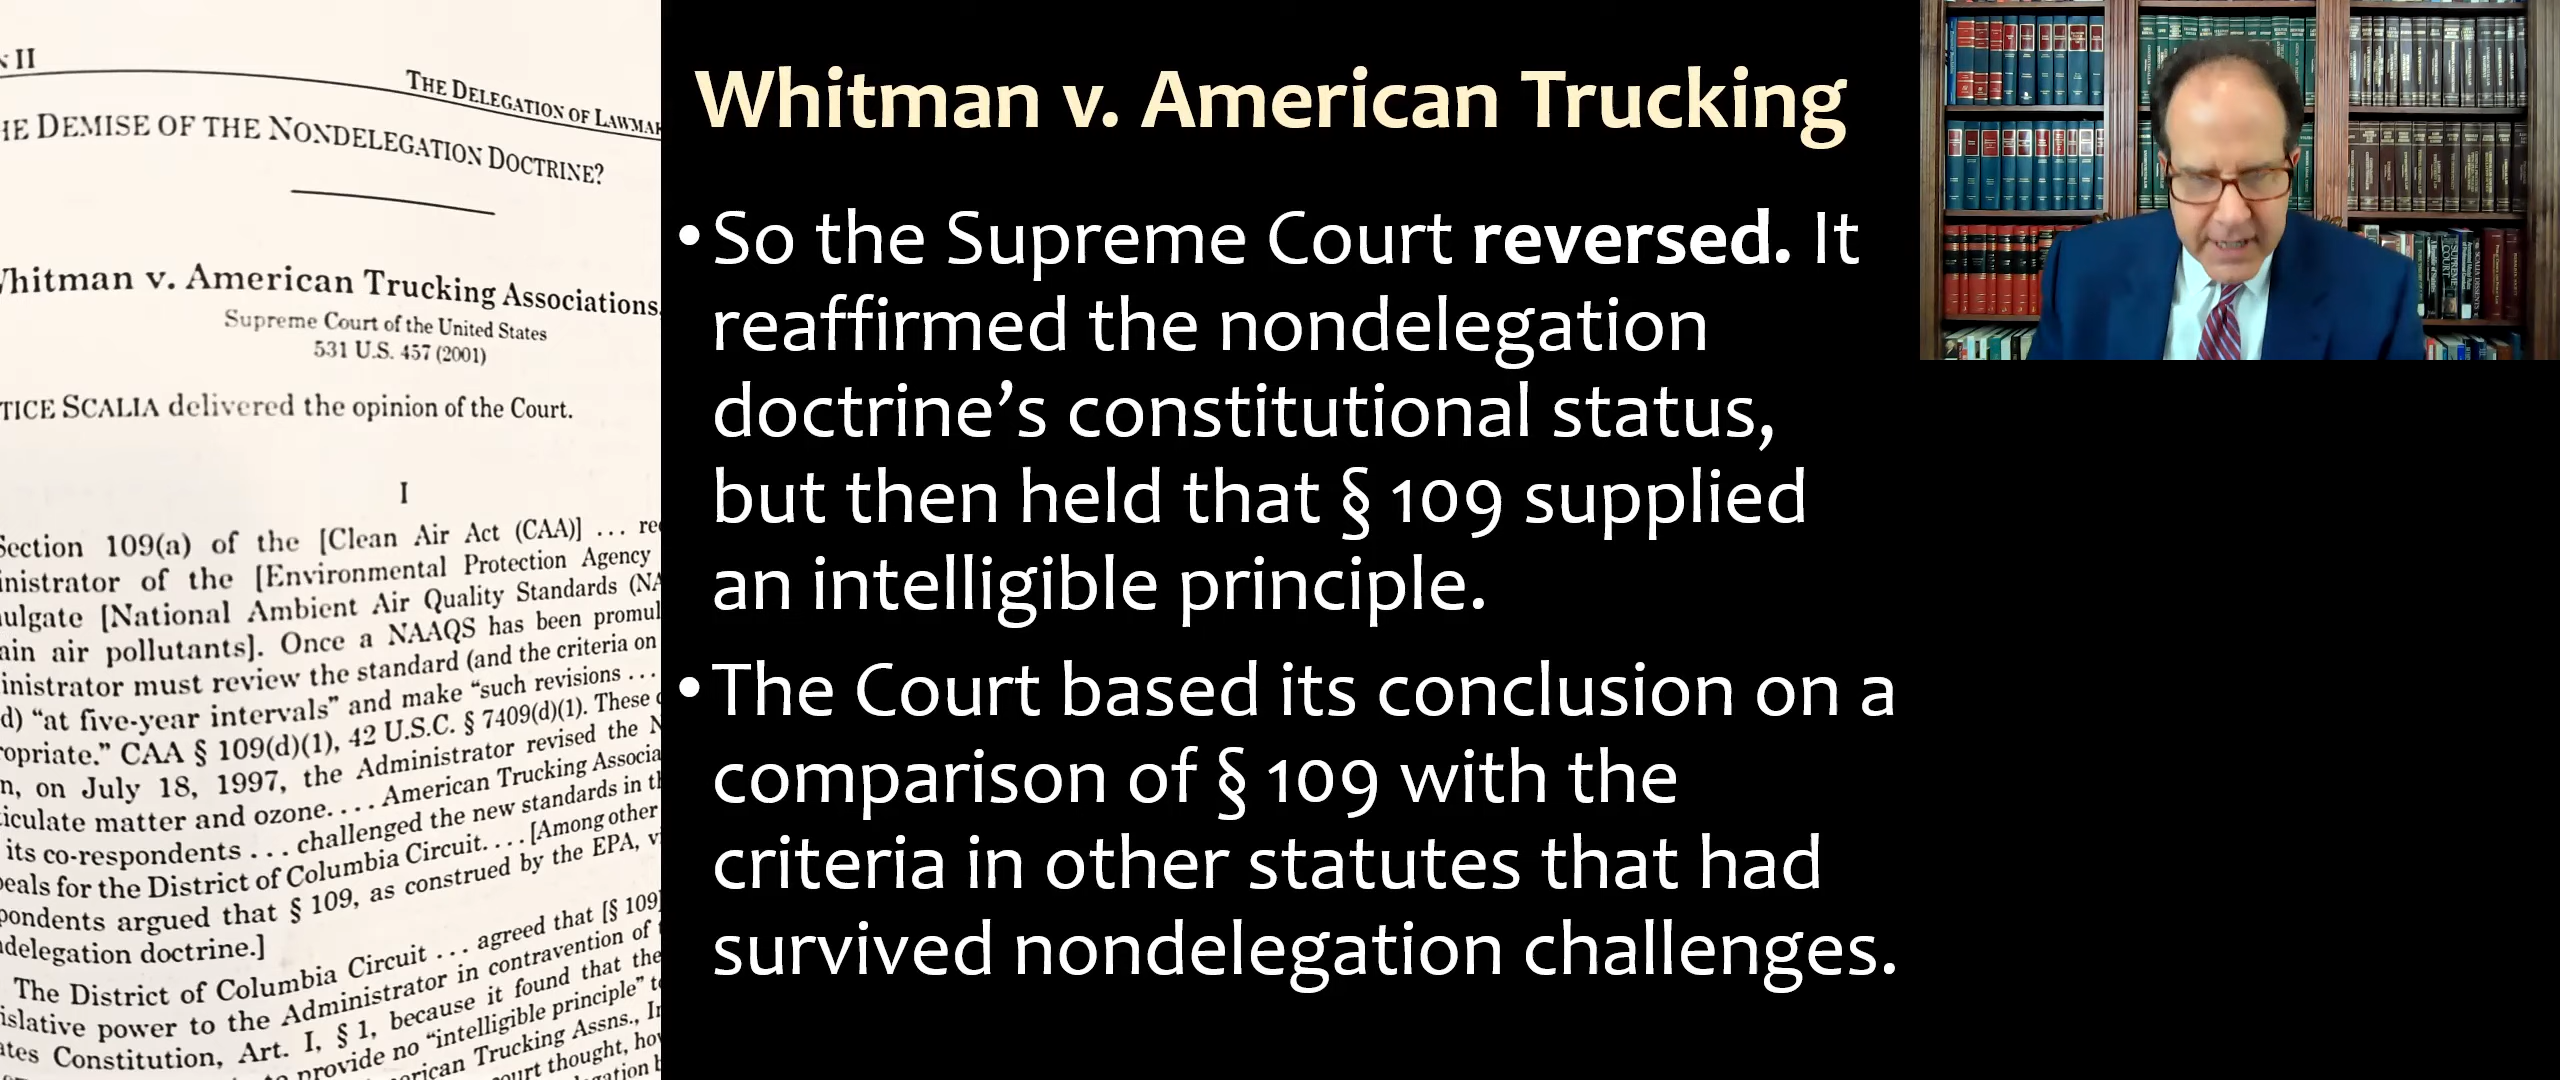 II
THE DELEGATION OF
DEMISE OF THE NONDELEGATION DOCTRINE?
v. American Trucking Associations,
Supreme Court of the United States
531 U.S. 457 (2001)
SCALIA delivered the opinion of the Court.
I
Section 109(a) of the [Clean Air Act (CAA)] ...
of the [Environmental Protection Agency
[National Ambient Air Quality Standards
air pollutants]. Once a NAAQS has been
must review the standard (and the criteria on
“at five-year intervals” and make “such revisions ...
CAA § 109(d)(1), 42 U.S.C. § 7409(d)(1). These
on July 18, 1997, the Administrator revised the
matter and ozone.... American Trucking
its co-respondents ... challenged the new standards in
for the District of Columbia Circuit.... [Among other
argued that § 109, as construed by the EPA,
doctrine.]
The District of Columbia Circuit ... agreed that [§ 109]
power to the Administrator in contravention of
Constitution, Art. I, § 1, because it found that the
provide no “intelligible principle”
Trucking Assns.,
thought,
Whitman v. American Trucking
• So the Supreme Court reversed. It
reaffirmed the nondelegation
doctrine’s constitutional status,
but then held that § 109 supplied
an intelligible principle.
• The Court based its conclusion on a
comparison of § 109 with the
criteria in other statutes that had
survived nondelegation challenges.